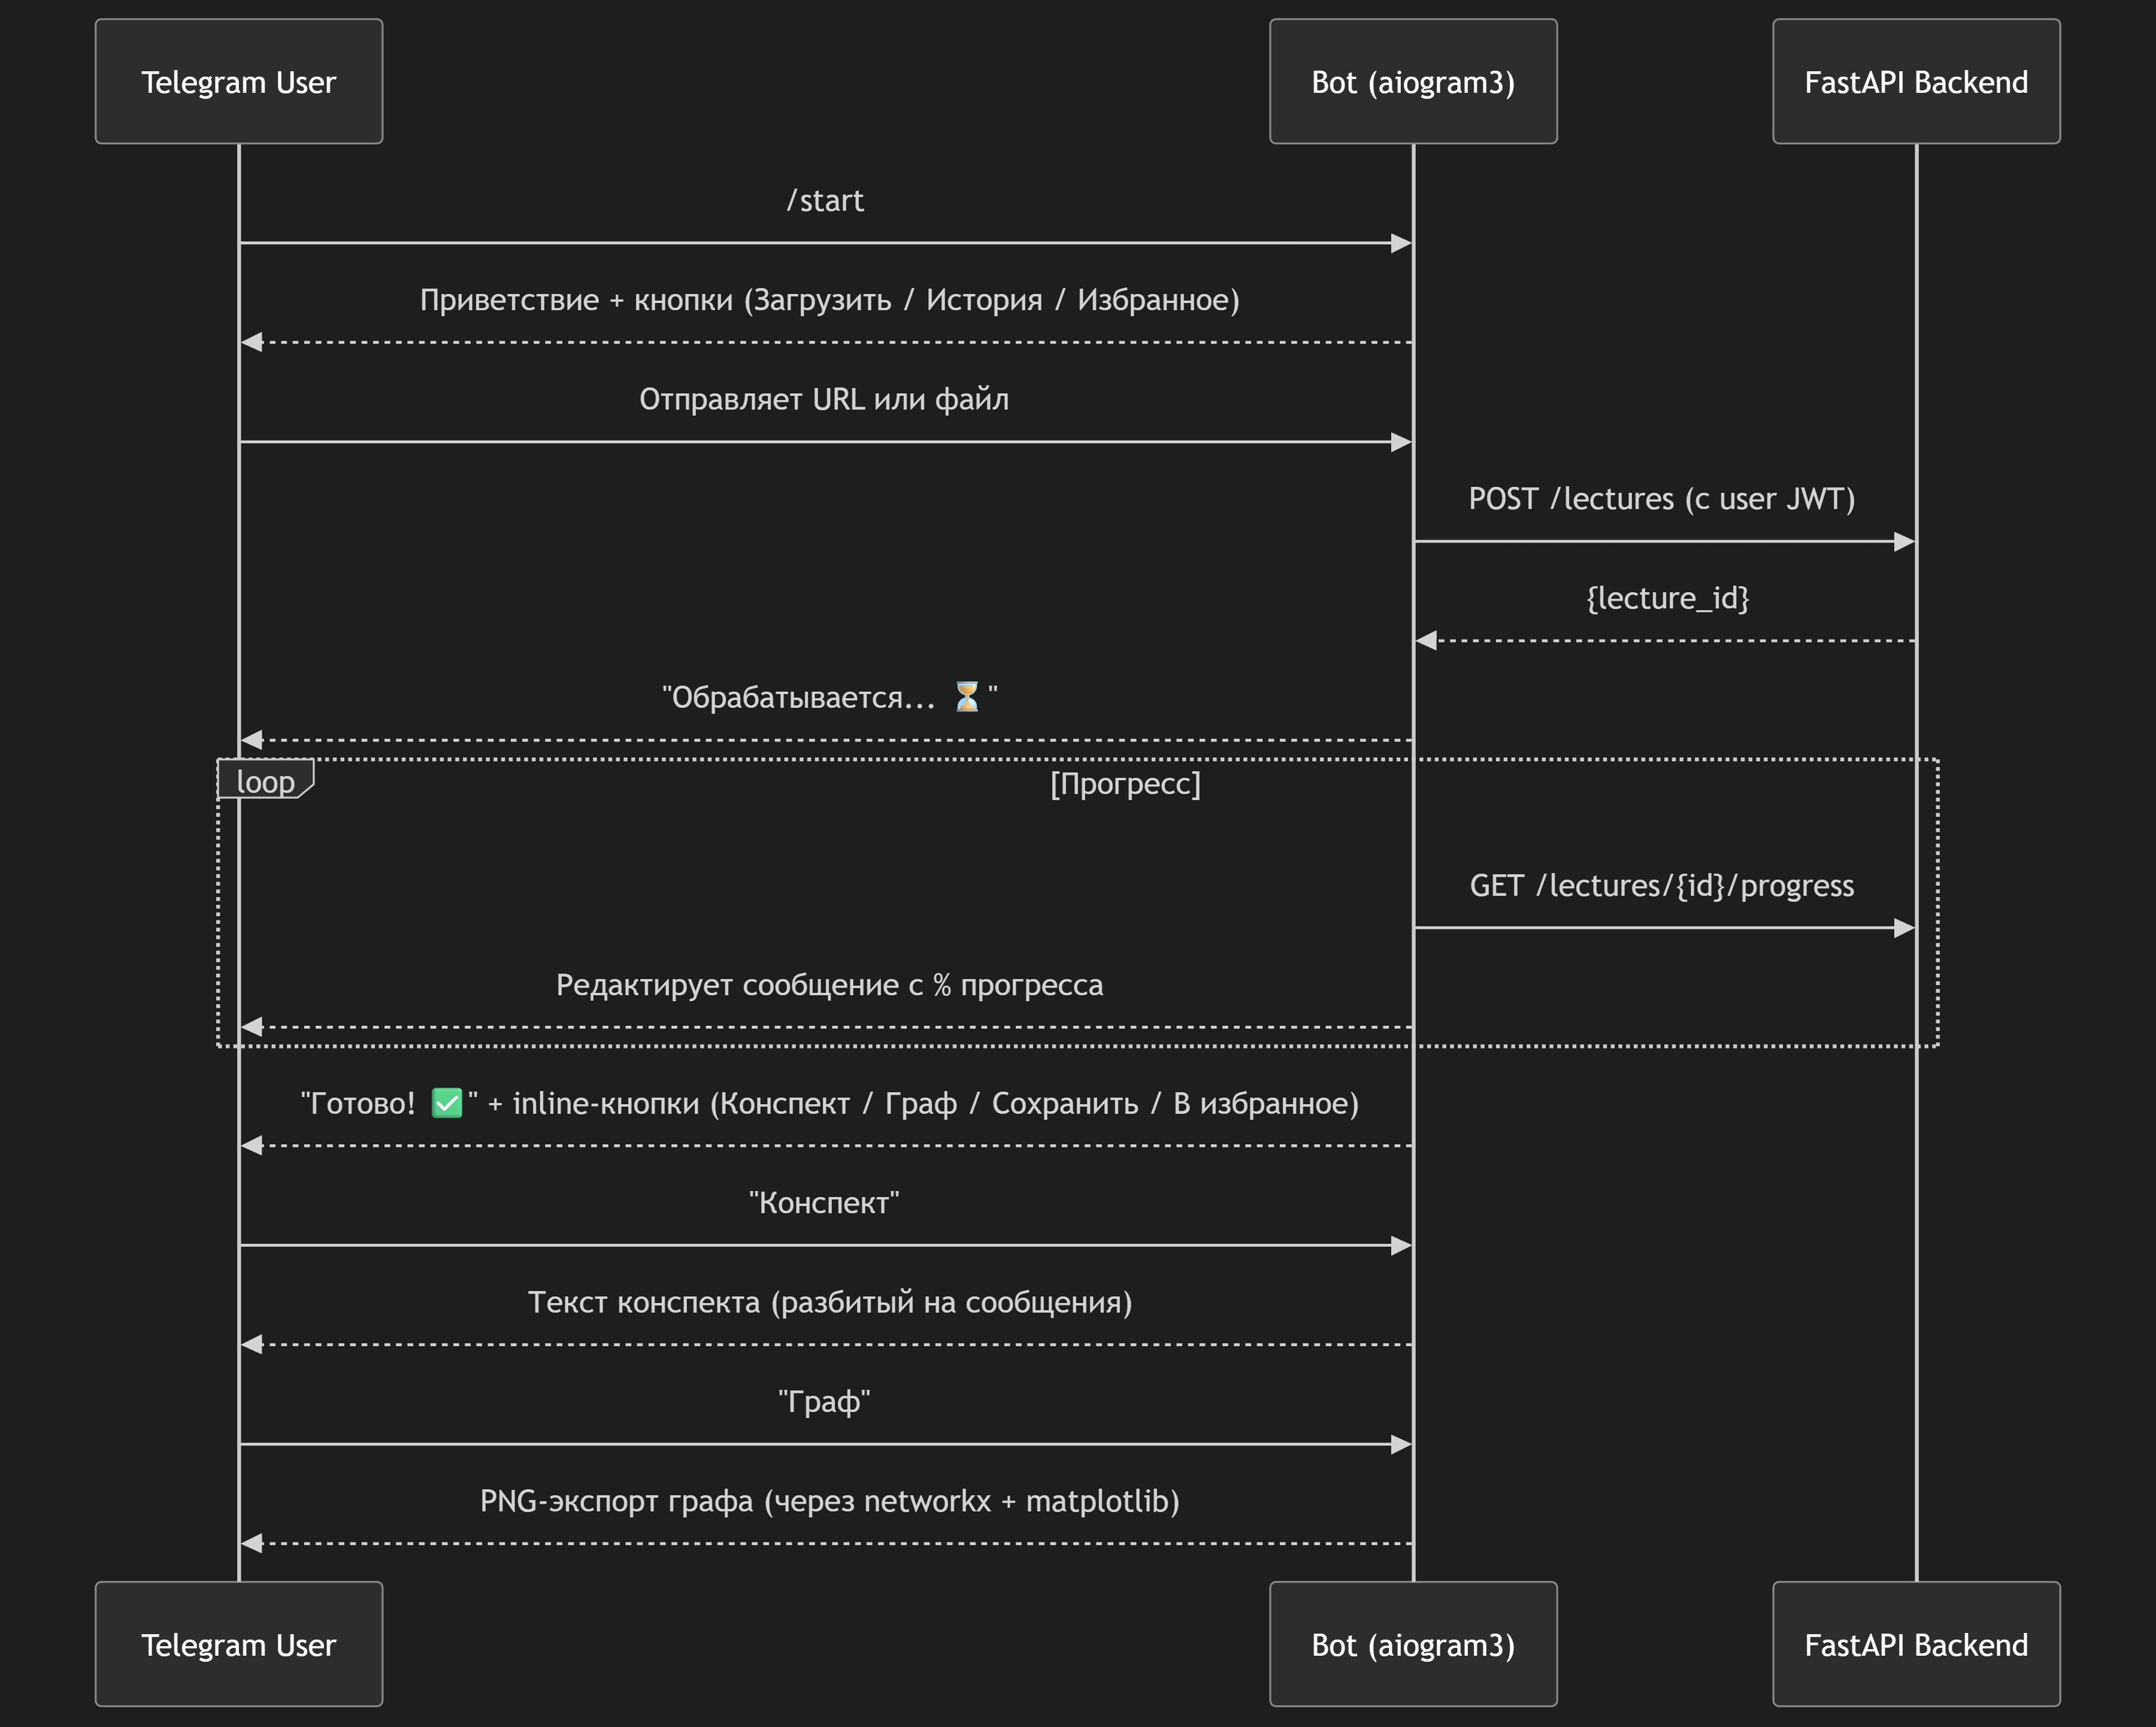 Telegram User
Bot (aiogram3)
FastAPI Backend
/start
Приветствие + кнопки (Загрузить / История / Избранное)
Отправляет URL или файл
POST /lectures (с user JWT)
{lecture_id}
"Обрабатывается... ⏳"
loop
[Прогресс]
GET /lectures/{id}/progress
Редактирует сообщение с % прогресса
"Готово! ✅" + inline-кнопки (Конспект / Граф / Сохранить / В избранное)
"Конспект"
Текст конспекта (разбитый на сообщения)
"Граф"
PNG-экспорт графа (через networkx + matplotlib)
Telegram User
Bot (aiogram3)
FastAPI Backend